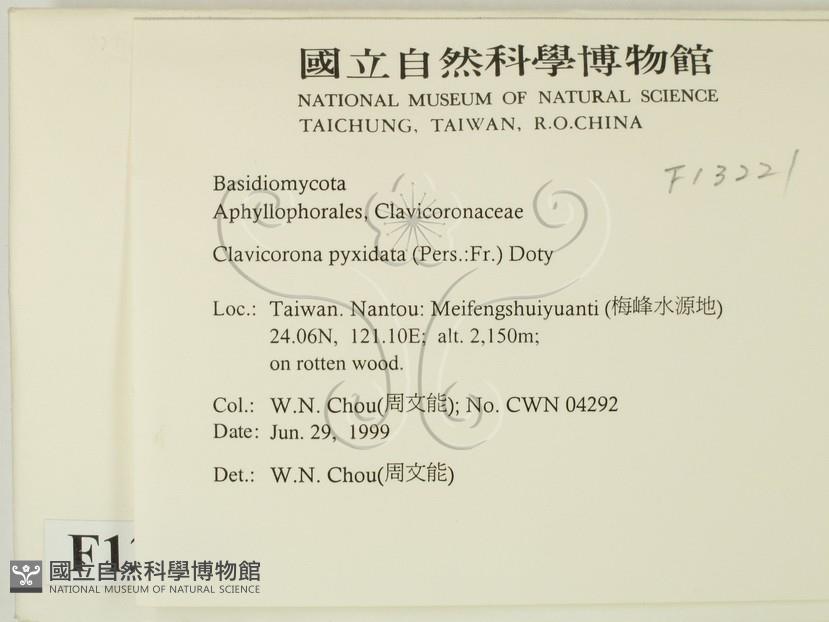 國立自然科學博物館
NATIONAL MUSEUM OF NATURAL SCIENCE
TAICHUNG, TAIWAN, R.O.CHINA
F13221
Basidiomycota
Aphyllophorales, Clavicoronaceae
Clavicorona pyxidata (Pers.:Fr.) Doty
Loc.: Taiwan. Nantou: Meifengshuiyuanti (梅峰水源地)
24.06N, 121.10E; alt. 2,150m;
on rotten wood.
Col.: W.N. Chou(周文能); No. CWN 04292
Date: Jun. 29, 1999
Det.: W.N. Chou(周文能)
國立自然科學博物館
NATIONAL MUSEUM OF NATURAL SCIENCE